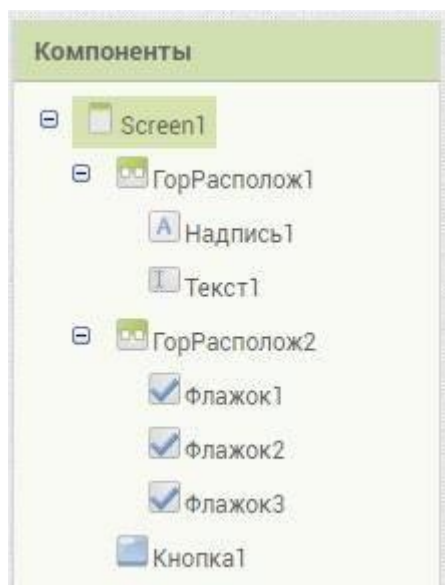 Компоненты
Screen1
ГорРасполож1
Надпись1
Текст1
ГорРасполож2
Флажок1
Флажок2
Флажок3
Кнопка1